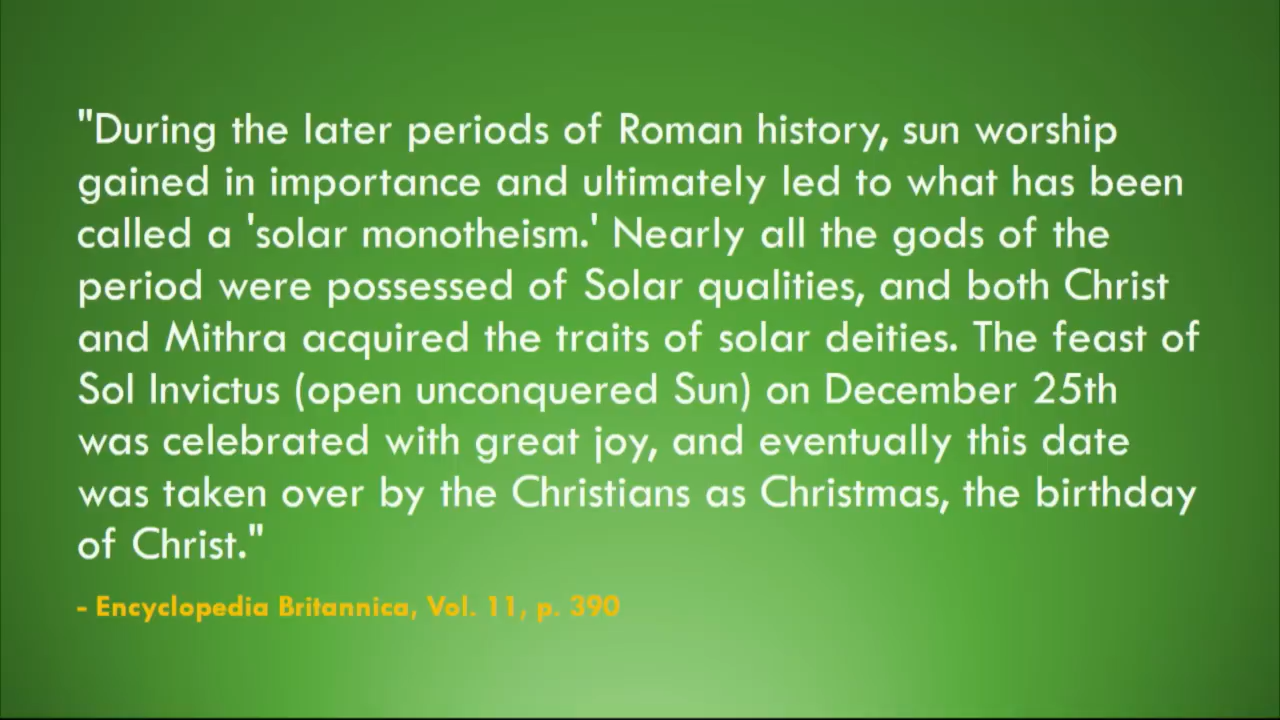 "During the later periods of Roman history, sun worship
gained in importance and ultimately led to what has been
called a 'solar monotheism.' Nearly all the gods of the
period were possessed of Solar qualities, and both Christ
and Mithra acquired the traits of solar deities. The feast of
Sol Invictus (open unconquered Sun) on December 25th
was celebrated with great joy, and eventually this date
was taken over by the Christians as Christmas, the birthday
of Christ."
- Encyclopedia Britannica, Vol. 11, p. 390